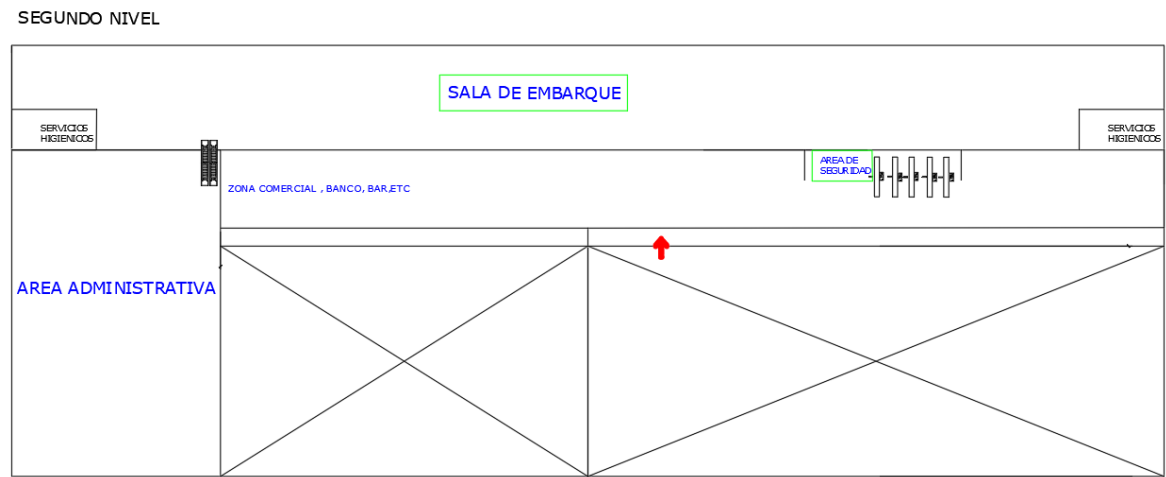 SEGUNDO NIVEL
SALA DE EMBARQUE
SERVICIOS
HIGIENICOS
SERVICIOS
HIGIENICOS
AREA DE
SEGURIDAD
ZONA COMERCIAL , BANCO, BAR,ETC
AREA ADMINISTRATIVA